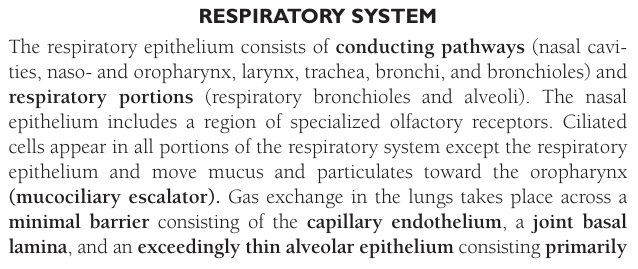 RESPIRATORY SYSTEM
The respiratory epithelium consists of conducting pathways (nasal cavi-
ties, naso- and oropharynx, larynx, trachea, bronchi, and bronchioles) and
respiratory portions (respiratory bronchioles and alveoli). The nasal
epithelium includes a region of specialized olfactory receptors. Ciliated
cells appear in all portions of the respiratory system except the respiratory
epithelium and move mucus and particulates toward the oropharynx
(mucociliary escalator). Gas exchange in the lungs takes place across a
minimal barrier consisting of the capillary endothelium, a joint basal
lamina, and an exceedingly thin alveolar epithelium consisting primarily